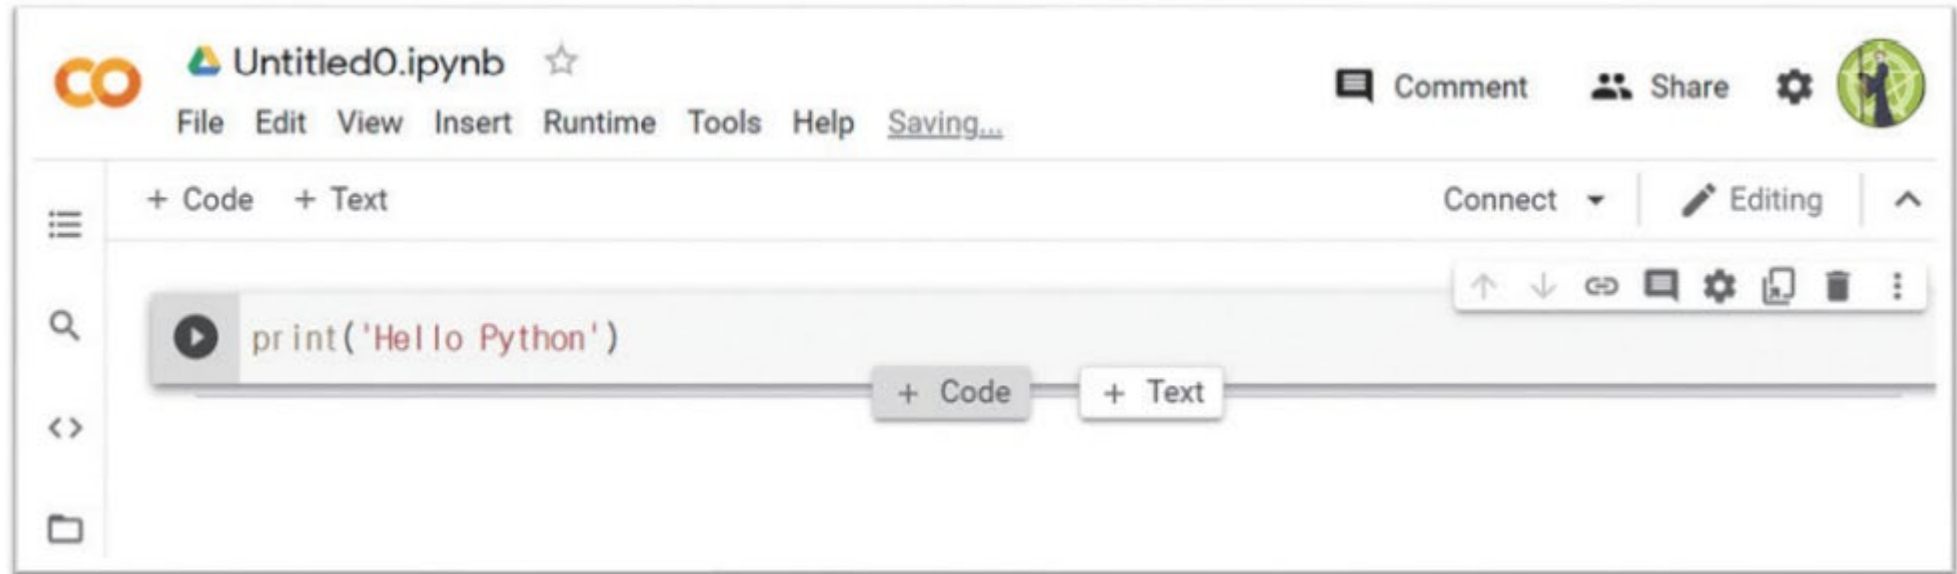 CO
Untitled0.ipynb
File Edit View Insert Runtime Tools Help Saving...
Comment Share
+ Code + Text
Connect Editing
print('Hello Python')
+ Code + Text